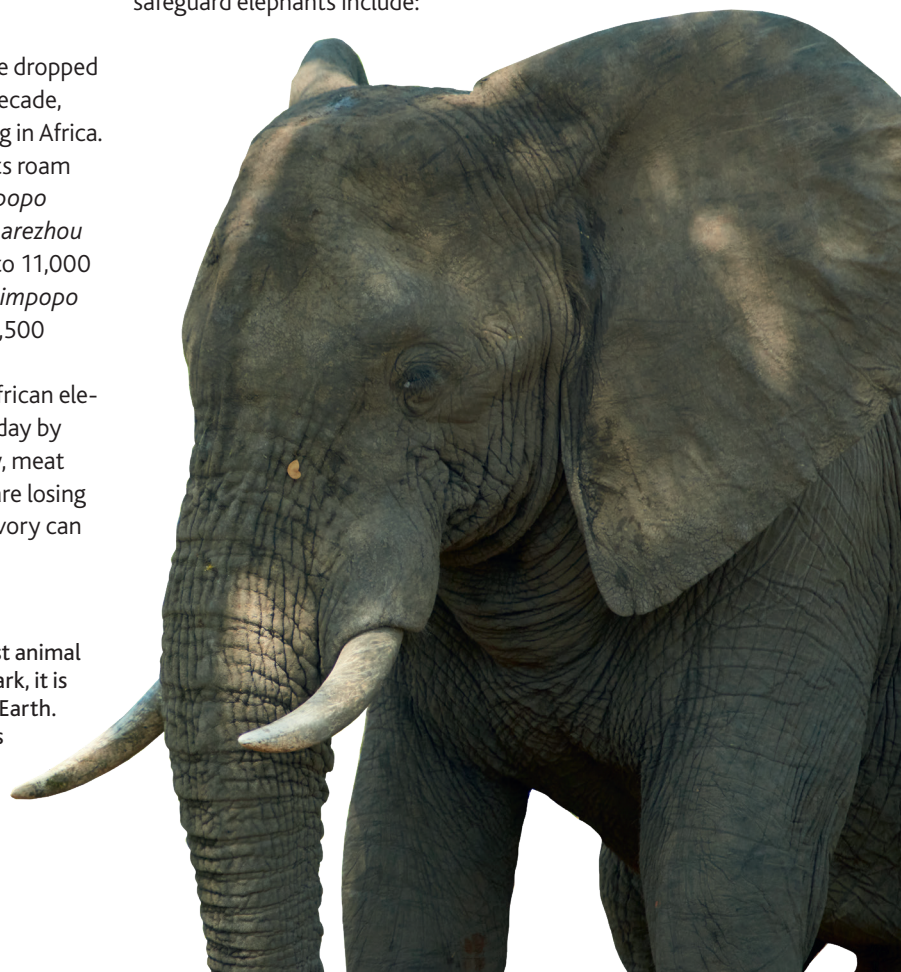 safeguard elephants include:
e dropped
ecade,
g in Africa.
s roam
popo
arezhou
to 11,000
impopo
,500
frican ele-
day by
, meat
are losing
vory can
st animal
ark, it is
Earth.
s